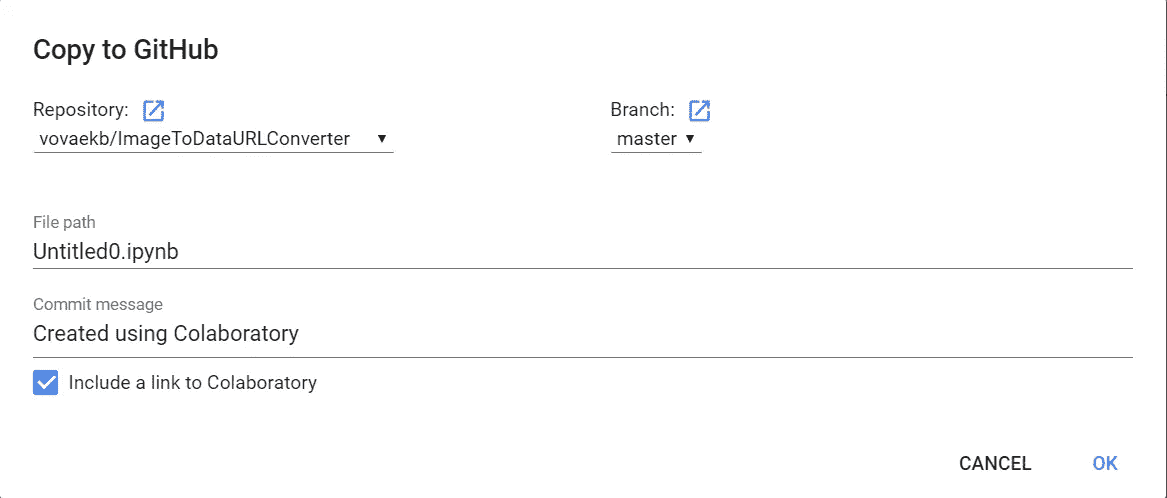 Copy to GitHub
Repository:
Branch:
vovaekb/ImageToDataURLConverter
master
File path
Untitled0.ipynb
Commit message
Created using Colaboratory
Include a link to Colaboratory
CANCEL
OK